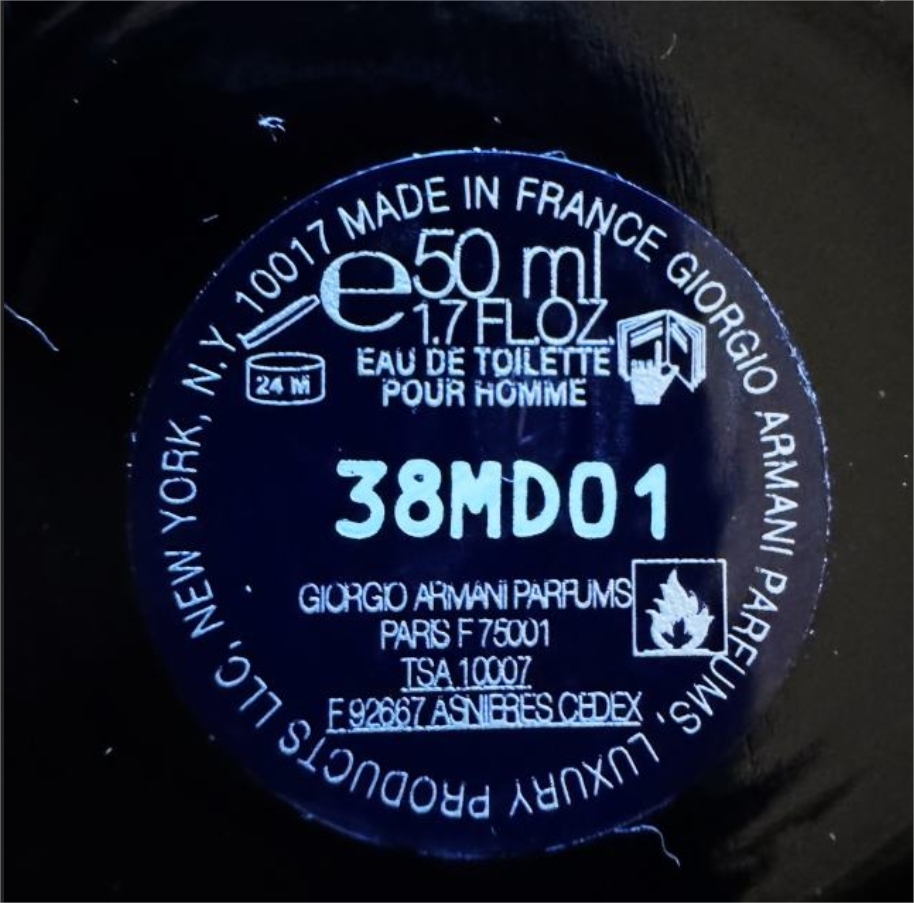 MADE IN FRANCE GIORGIO ARMANI PARFUMS, LUXURY PRODUCTS LLC, NEW YORK, N.Y. 10017
e 50 ml
1.7 FL.OZ.
EAU DE TOILETTE
POUR HOMME
24 M
38MD01
GIORGIO ARMANI PARFUMS
PARIS F 75001
TSA 10007
F 92667 ASNIERES CEDEX